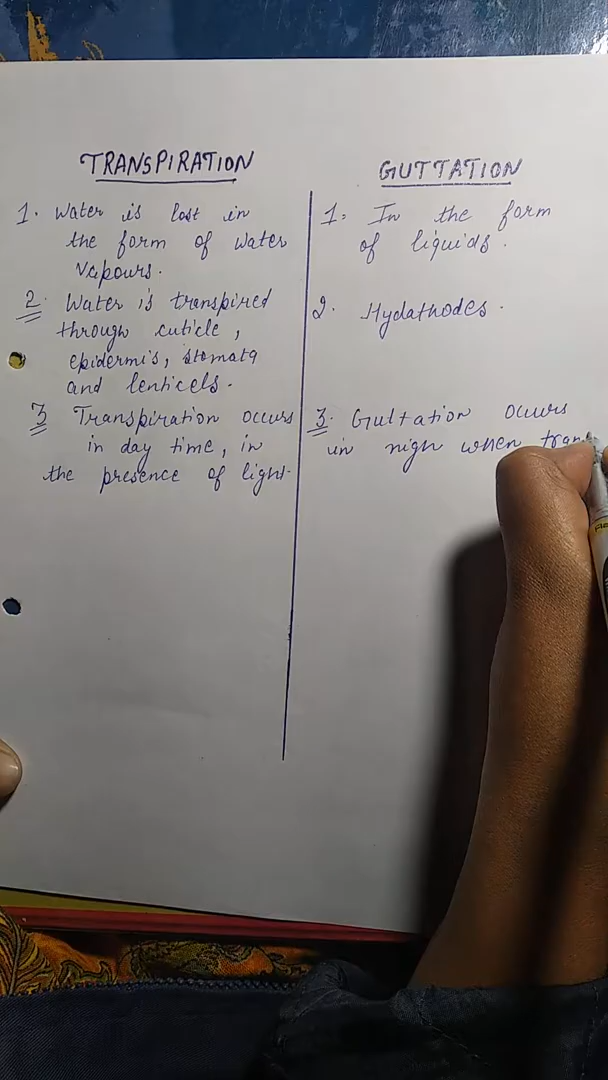 TRANSPIRATION
1. Water is lost in
the form of water
vapours.
2. Water is transpired
through cuticle,
epidermis, stomata
and lenticels.
3 Transpiration occurs
in day time, in
the presence of light.
GUTTATION
1. In the form
of liquids.
2. Hydathodes.
3. Guttation occurs
in nigh when tran